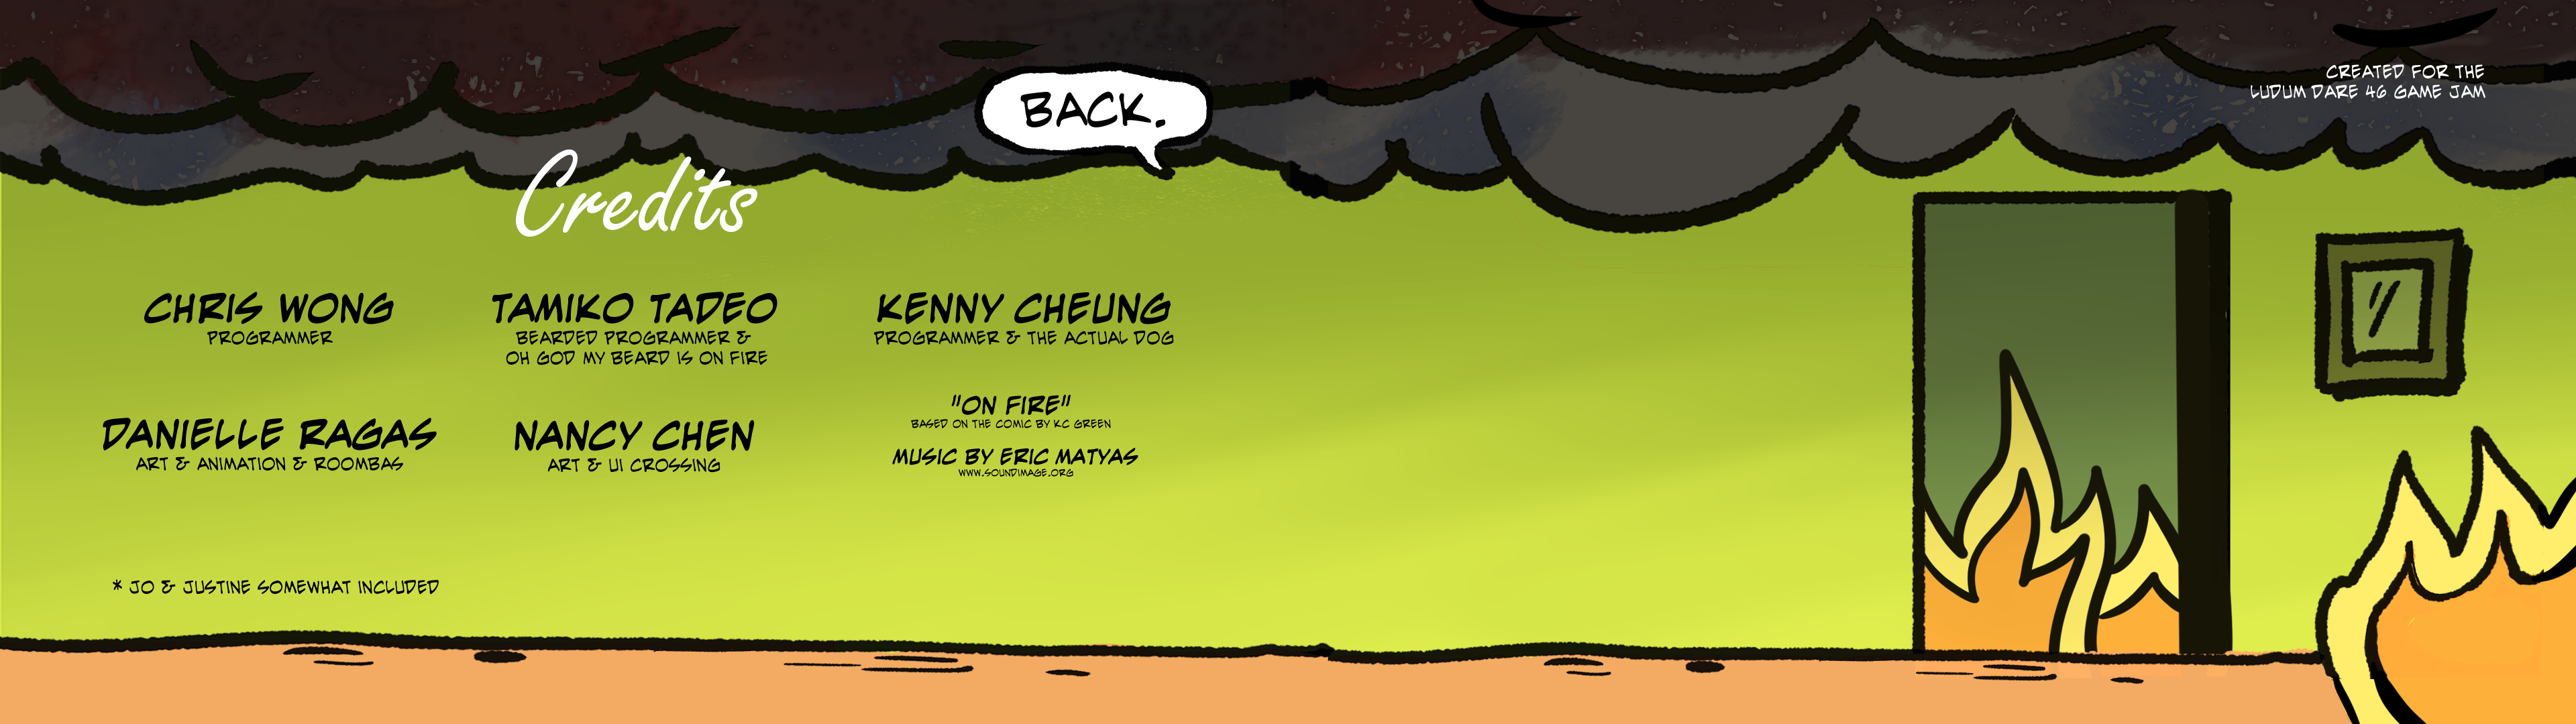 CREATED FOR THE
LUDUM DARE 46 GAME JAM
BACK.
Credits
CHRIS WONG
PROGRAMMER
TAMIKO TADEO
BEARDED PROGRAMMER &
OH GOD MY BEARD IS ON FIRE
KENNY CHEUNG
PROGRAMMER & THE ACTUAL DOG
DANIELLE RAGAS
ART & ANIMATION & ROOMBAS
NANCY CHEN
ART & UI CROSSING
"ON FIRE"
BASED ON THE COMIC BY KC GREEN
MUSIC BY ERIC MATYAS
WWW.SOUNDIMAGE.ORG
* JO & JUSTINE SOMEWHAT INCLUDED